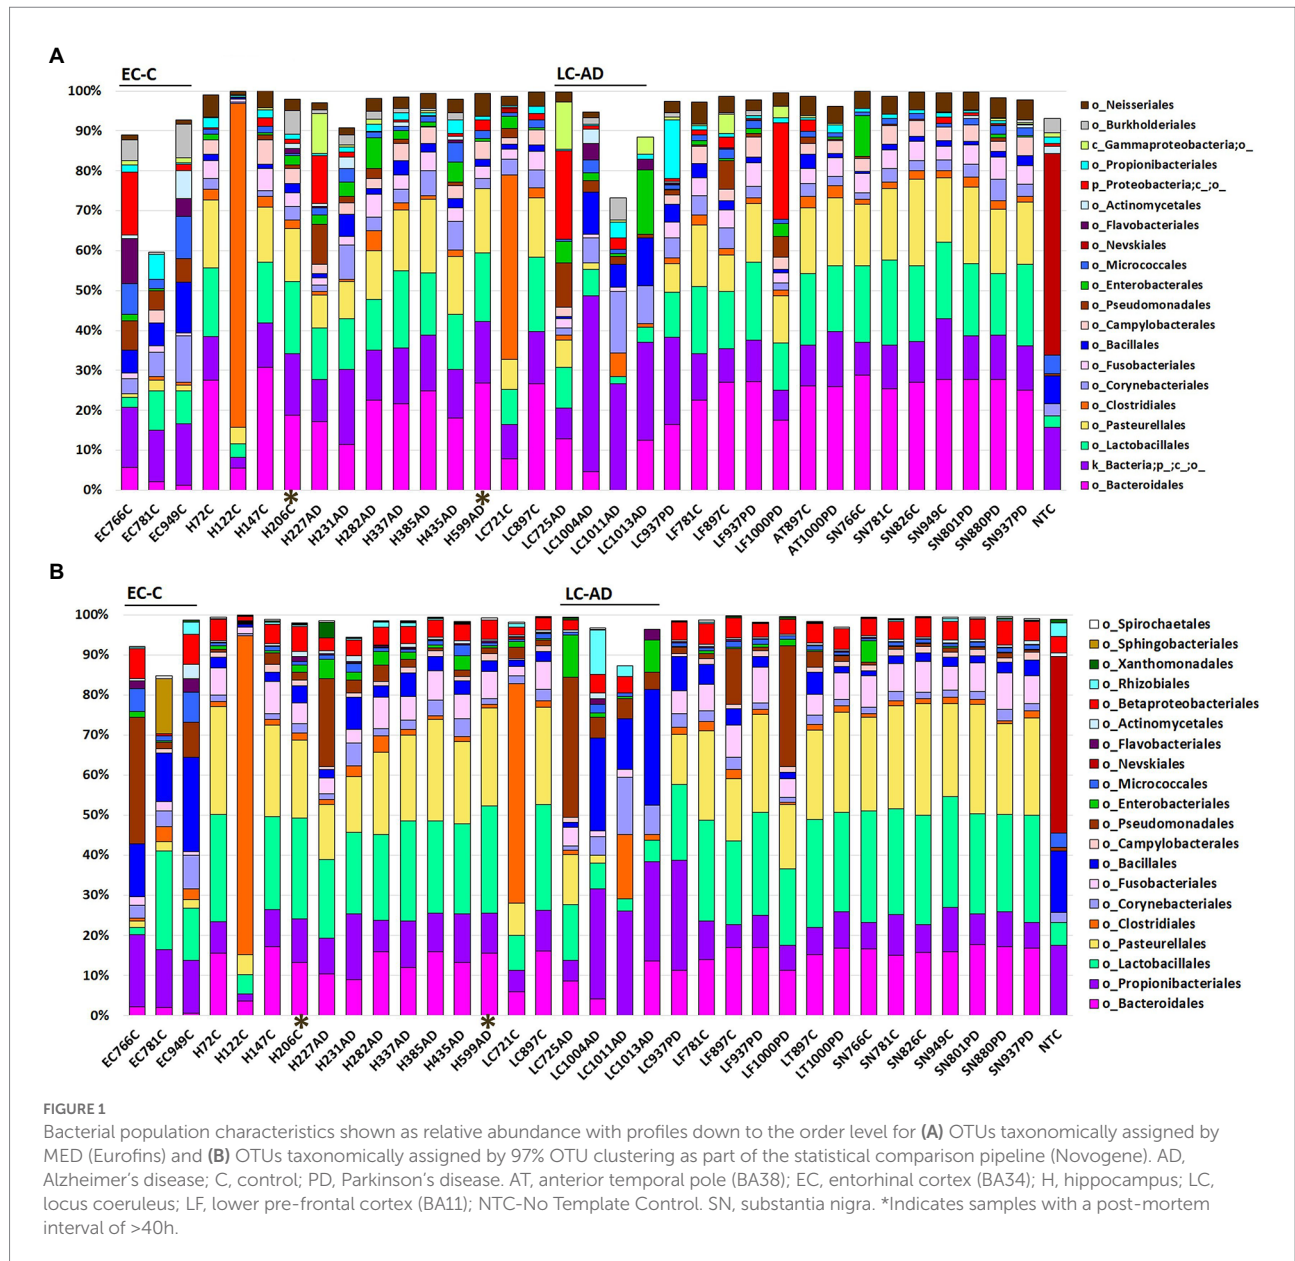 A
EC-C
LC-AD
100%
90%
80%
70%
60%
50%
40%
30%
20%
10%
0%
EC766C
EC781C
EC949C
H72C
H122C
H147C
H206C
*
H227AD
H231AD
H282AD
H337AD
H385AD
H435AD
H599AD
*
LC721C
LC897C
LC725AD
LC1004AD
LC1011AD
LC1013AD
LC937PD
LF781C
LF897C
LF937PD
LF1000PD
AT897C
AT1000PD
SN766C
SN781C
SN826C
SN949C
SN801PD
SN880PD
SN937PD
NTC
o_Neisseriales
o_Burkholderiales
c_Gammaproteobacteria;o_
o_Propionibacteriales
p_Proteobacteria;c_;o_
o_Actinomycetales
o_Flavobacteriales
o_Nevskiales
o_Micrococcales
o_Enterobacterales
o_Pseudomonadales
o_Campylobacterales
o_Bacillales
o_Fusobacteriales
o_Corynebacteriales
o_Clostridiales
o_Pasteurellales
o_Lactobacillales
k_Bacteria;p_;c_;o_
o_Bacteroidales
B
EC-C
LC-AD
100%
90%
80%
70%
60%
50%
40%
30%
20%
10%
0%
EC766C
EC781C
EC949C
H72C
H122C
H147C
H206C
*
H227AD
H231AD
H282AD
H337AD
H385AD
H435AD
H599AD
*
LC721C
LC897C
LC725AD
LC1004AD
LC1011AD
LC1013AD
LC937PD
LF781C
LF897C
LF937PD
LF1000PD
LT897C
LT1000PD
SN766C
SN781C
SN826C
SN949C
SN801PD
SN880PD
SN937PD
NTC
o_Spirochaetales
o_Sphingobacteriales
o_Xanthomonadales
o_Rhizobiales
o_Betaproteobacteriales
o_Actinomycetales
o_Flavobacteriales
o_Nevskiales
o_Micrococcales
o_Enterobacteriales
o_Pseudomonadales
o_Campylobacterales
o_Bacillales
o_Fusobacteriales
o_Corynebacteriales
o_Clostridiales
o_Pasteurellales
o_Lactobacillales
o_Propionibacteriales
o_Bacteroidales
FIGURE 1
Bacterial population characteristics shown as relative abundance with profiles down to the order level for (A) OTUs taxonomically assigned by
MED (Eurofins) and (B) OTUs taxonomically assigned by 97% OTU clustering as part of the statistical comparison pipeline (Novogene). AD,
Alzheimer's disease; C, control; PD, Parkinson's disease. AT, anterior temporal pole (BA38); EC, entorhinal cortex (BA34); H, hippocampus; LC,
locus coeruleus; LF, lower pre-frontal cortex (BA11); NTC-No Template Control. SN, substantia nigra. *Indicates samples with a post-mortem
interval of >40h.